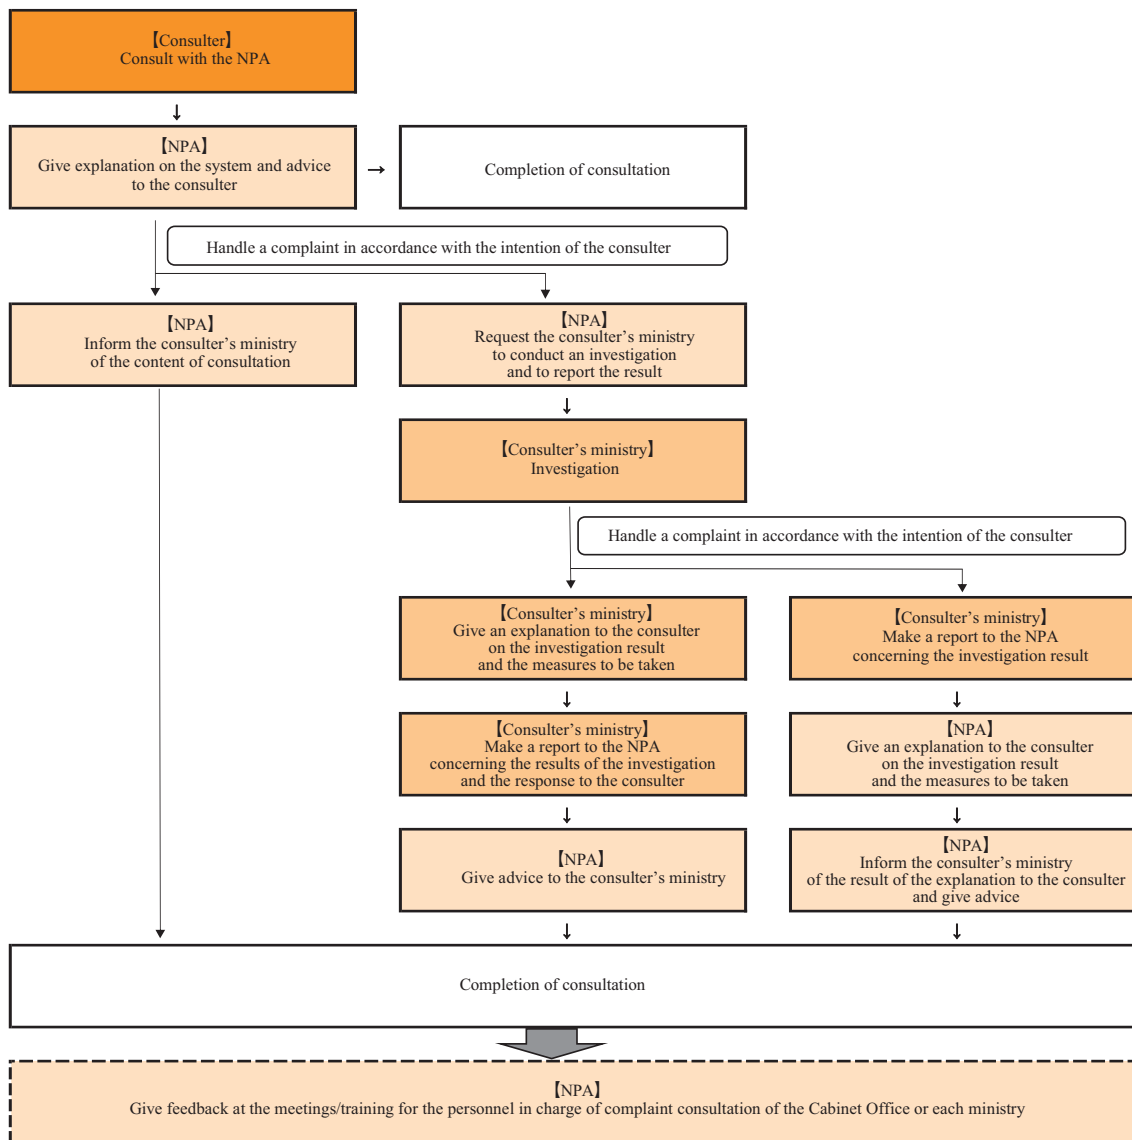 【Consulter】
Consult with the NPA
【NPA】
Give explanation on the system and advice
to the consulter
Completion of consultation
Handle a complaint in accordance with the intention of the consulter
【NPA】
Inform the consulter’s ministry
of the content of consultation
【NPA】
Request the consulter’s ministry
to conduct an investigation
and to report the result
【Consulter’s ministry】
Investigation
Handle a complaint in accordance with the intention of the consulter
【Consulter’s ministry】
Give an explanation to the consulter
on the investigation result
and the measures to be taken
【Consulter’s ministry】
Make a report to the NPA
concerning the investigation result
【Consulter’s ministry】
Make a report to the NPA
concerning the results of the investigation
and the response to the consulter
【NPA】
Give an explanation to the consulter
on the investigation result
and the measures to be taken
【NPA】
Give advice to the consulter’s ministry
【NPA】
Inform the consulter’s ministry
of the result of the explanation to the consulter
and give advice
Completion of consultation
【NPA】
Give feedback at the meetings/training for the personnel in charge of complaint consultation of the Cabinet Office or each ministry